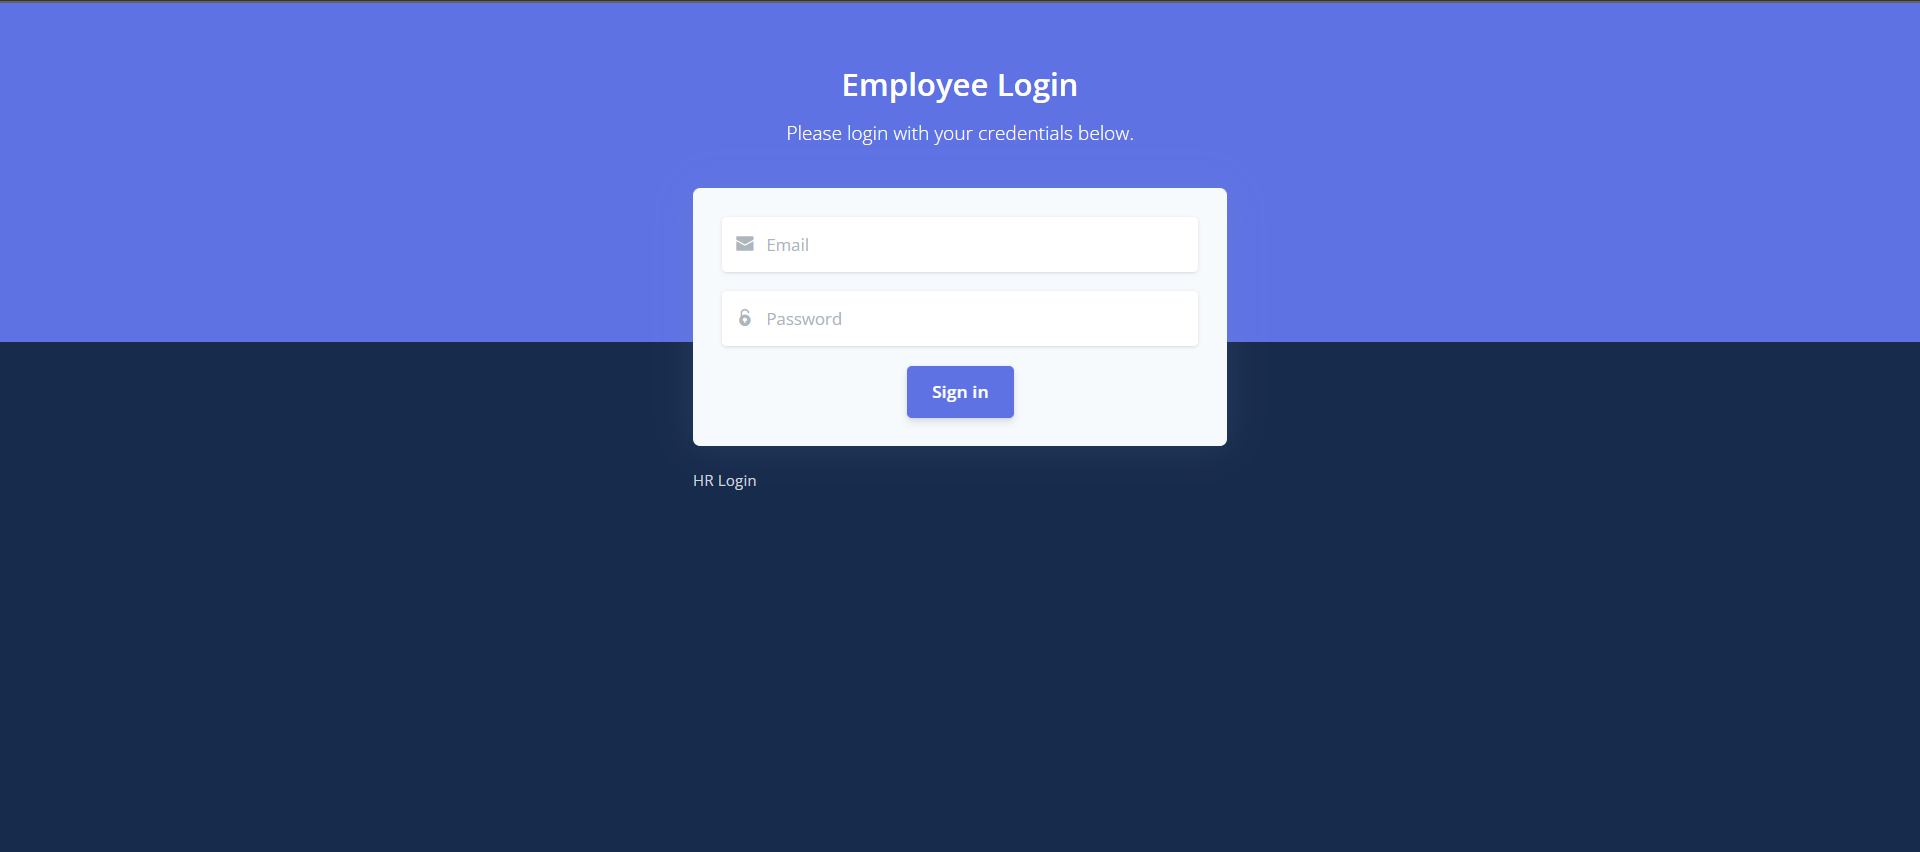 Employee Login
Please login with your credentials below.
Email
Password
Sign in
HR Login